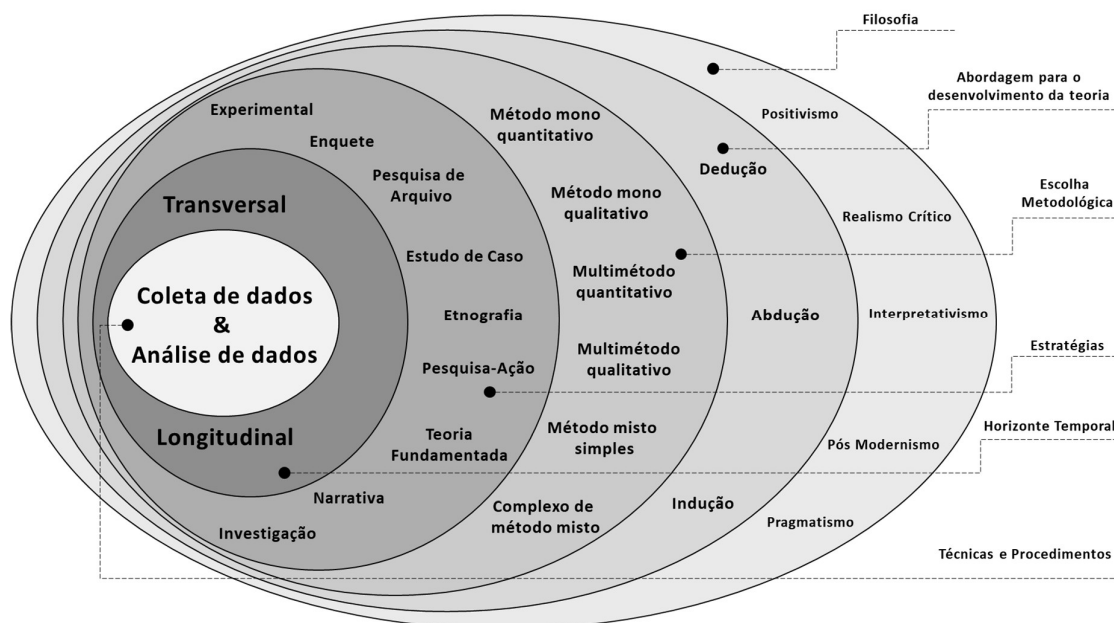 Filosofia
Abordagem para o
desenvolvimento da teoria
Escolha
Metodológica
Estratégias
Horizonte Temporal
Técnicas e Procedimentos
Positivismo
Realismo Crítico
Interpretativismo
Pós Modernismo
Pragmatismo
Dedução
Abdução
Indução
Método mono
quantitativo
Método mono
qualitativo
Multimétodo
quantitativo
Multimétodo
qualitativo
Método misto
simples
Complexo de
método misto
Experimental
Enquete
Pesquisa de
Arquivo
Estudo de Caso
Etnografia
Pesquisa-Ação
Teoria
Fundamentada
Narrativa
Investigação
Transversal
Longitudinal
Coleta de dados
&
Análise de dados